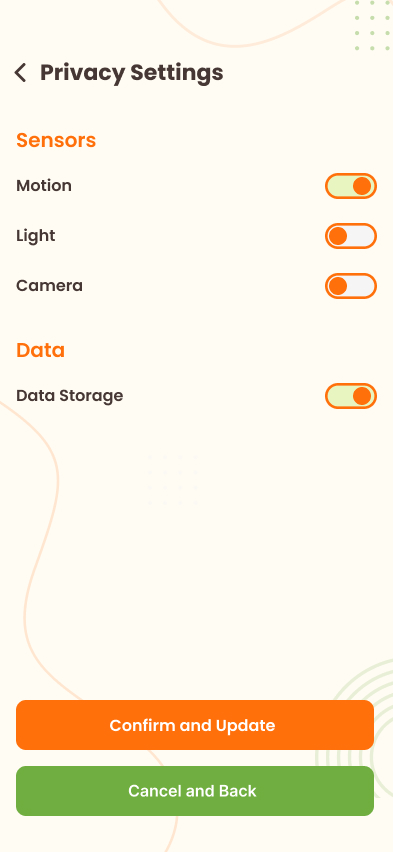 Privacy Settings
Sensors
Motion
Light
Camera
Data
Data Storage
Confirm and Update
Cancel and Back